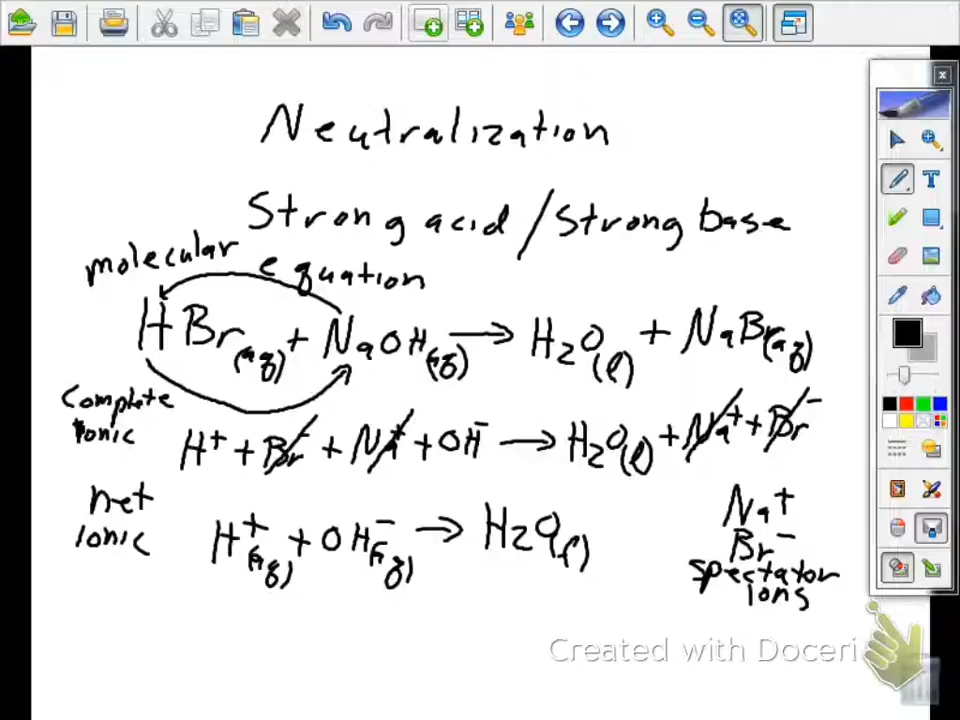 Neutralization
Strong acid / Strong base
molecular equation
HBr(aq) + NaOH(aq) → H2O(l) + NaBr(aq)
complete ionic
H+ + Br- + Na+ + OH- → H2O(l) + Na+ + Br-
net ionic
H+(aq) + OH-(aq) → H2O(l)
Na+
Br-
spectator
ions
Created with Doceri
T